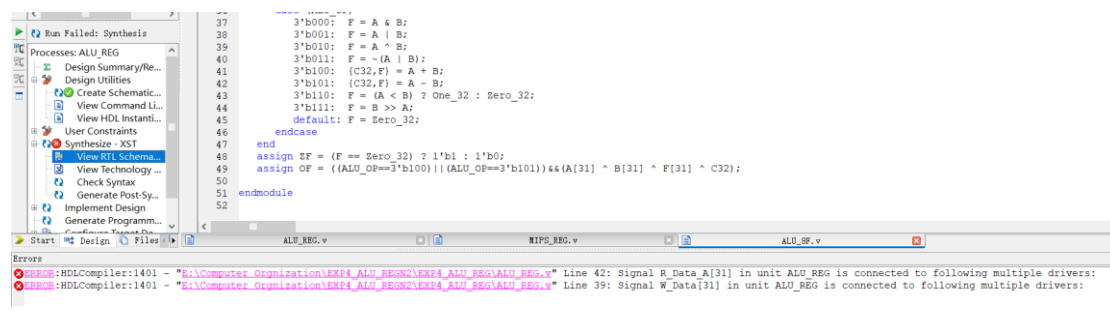 Run Failed: Synthesis
Processes: ALU_REG
Design Summary/Re...
Design Utilities
Create Schematic...
View Command Li...
View HDL Instanti...
User Constraints
Synthesize - XST
View RTL Schema...
View Technology ...
Check Syntax
Generate Post-Sy...
Implement Design
Generate Programm...
37 3'b000: F = A & B;
38 3'b001: F = A | B;
39 3'b010: F = A ^ B;
40 3'b011: F = ~(A | B);
41 3'b100: {C32,F} = A + B;
42 3'b101: {C32,F} = A - B;
43 3'b110: F = (A < B) ? One_32 : Zero_32;
44 3'b111: F = B >> A;
45 default: F = Zero_32;
46 endcase
47 end
48 assign ZF = (F == Zero_32) ? 1'b1 : 1'b0;
49 assign OF = ((ALU_OP==3'b100)||(ALU_OP==3'b101))&&(A[31] ^ B[31] ^ F[31] ^ C32);
50
51 endmodule
52
Start Design Files ALU_REG.v MIPS_REG.v ALU_8F.v
Errors
ERROR:HDLCompiler:1401 - "E:\Computer Orgnization\EXP4_ALU_REGN2\EXP4_ALU_REG\ALU_REG.v" Line 42: Signal R_Data_A[31] in unit ALU_REG is connected to following multiple drivers:
ERROR:HDLCompiler:1401 - "E:\Computer Orgnization\EXP4_ALU_REGN2\EXP4_ALU_REG\ALU_REG.v" Line 39: Signal W_Data[31] in unit ALU_REG is connected to following multiple drivers: